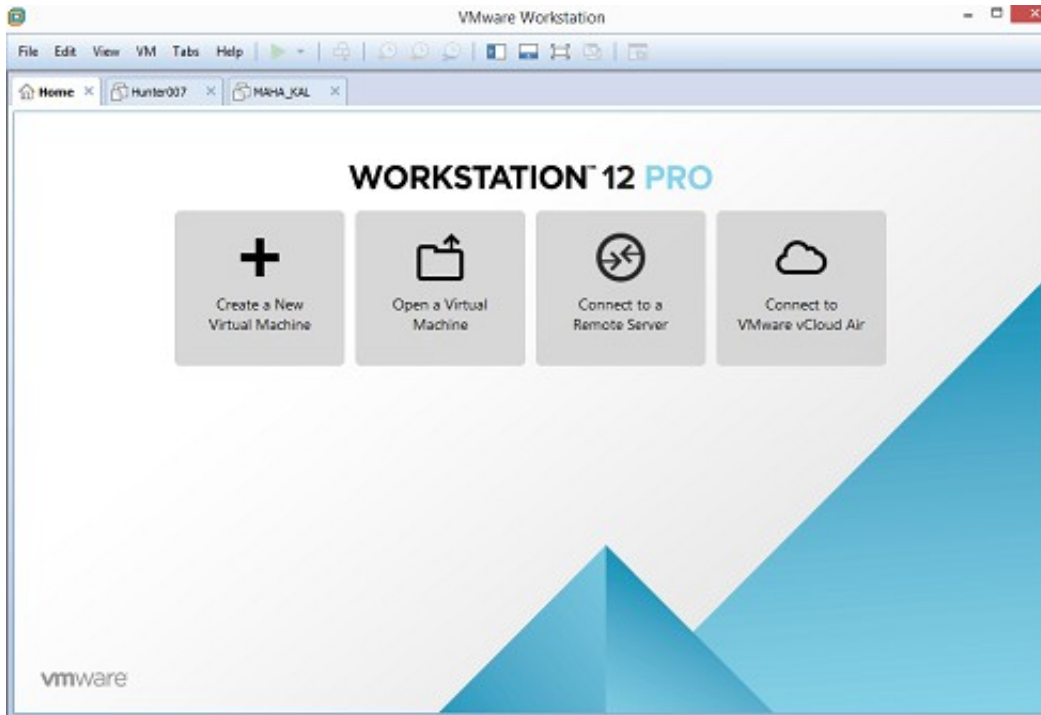 VMware Workstation
File Edit View VM Tabs Help
Home Hunter007 MAHA_KAL
WORKSTATION™ 12 PRO
Create a New
Virtual Machine
Open a Virtual
Machine
Connect to a
Remote Server
Connect to
VMware vCloud Air
vmware